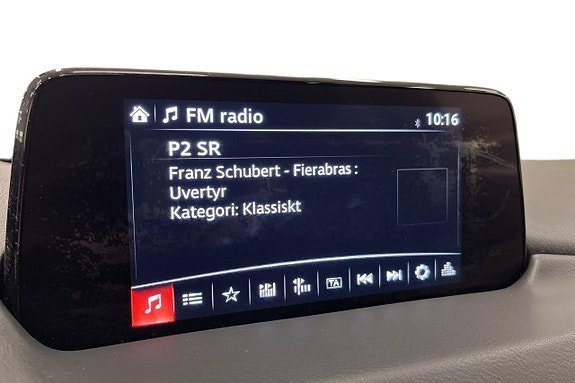 FM radio 10:16
P2 SR
Franz Schubert - Fierabras :
Uvertyr
Kategori: Klassiskt
TA